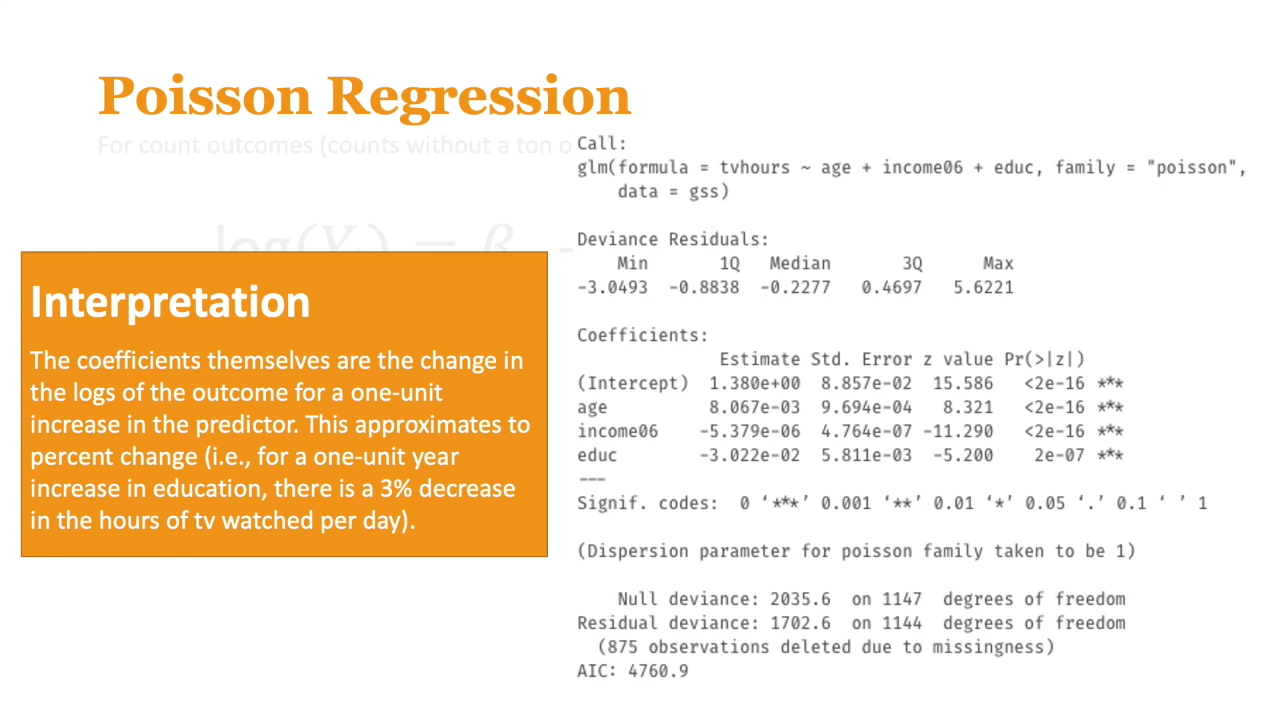 Poisson Regression
For count outcomes (counts without a ton o
Interpretation
The coefficients themselves are the change in
the logs of the outcome for a one-unit
increase in the predictor. This approximates to
percent change (i.e., for a one-unit year
increase in education, there is a 3% decrease
in the hours of tv watched per day).
Call:
glm(formula = tvhours ~ age + income06 + educ, family = "poisson",
data = gss)
Deviance Residuals:
Min 1Q Median 3Q Max
-3.0493 -0.8838 -0.2277 0.4697 5.6221
Coefficients:
Estimate Std. Error z value Pr(>|z|)
(Intercept) 1.380e+00 8.857e-02 15.586 <2e-16 ***
age 8.067e-03 9.694e-04 8.321 <2e-16 ***
income06 -5.379e-06 4.764e-07 -11.290 <2e-16 ***
educ -3.022e-02 5.811e-03 -5.200 2e-07 ***
---
Signif. codes: 0 ‘***’ 0.001 ‘**’ 0.01 ‘*’ 0.05 ‘.’ 0.1 ‘ ’ 1
(Dispersion parameter for poisson family taken to be 1)
Null deviance: 2035.6 on 1147 degrees of freedom
Residual deviance: 1702.6 on 1144 degrees of freedom
(875 observations deleted due to missingness)
AIC: 4760.9